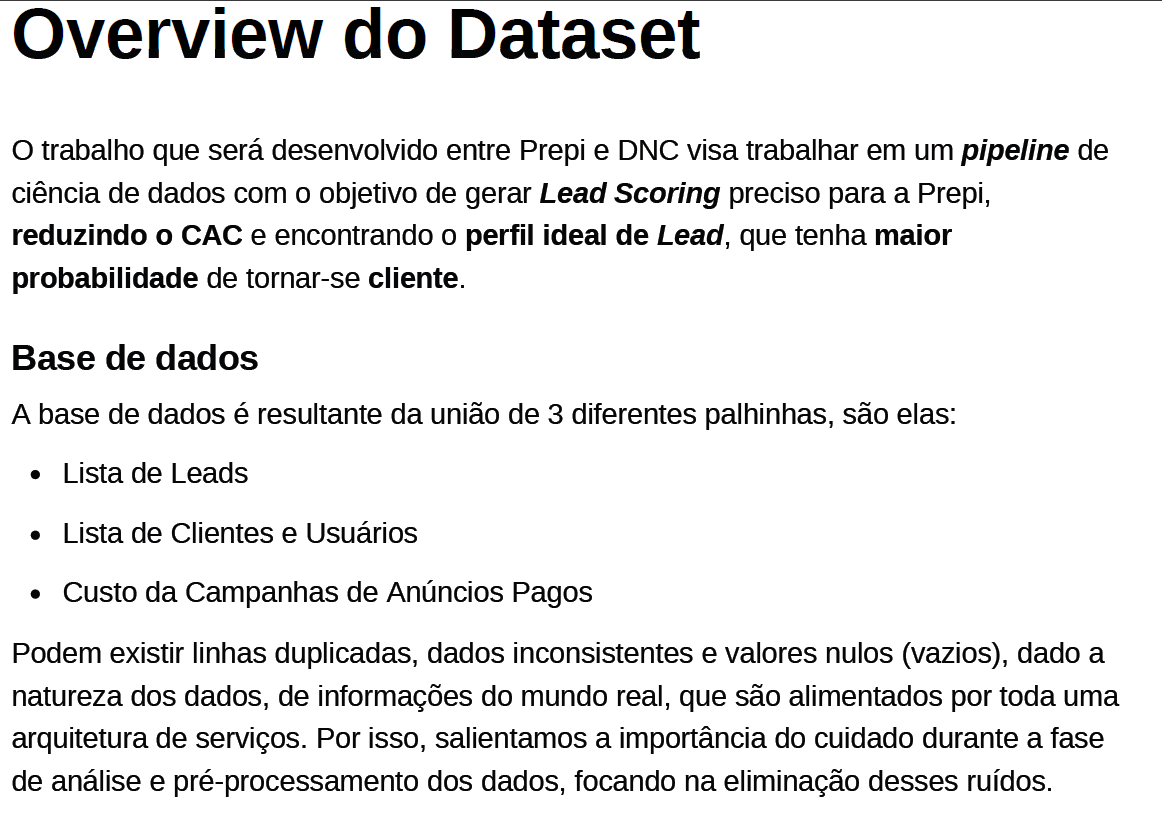 Overview do Dataset
O trabalho que será desenvolvido entre Prepi e DNC visa trabalhar em um pipeline de
ciência de dados com o objetivo de gerar Lead Scoring preciso para a Prepi,
reduzindo o CAC e encontrando o perfil ideal de Lead, que tenha maior
probabilidade de tornar-se cliente.
Base de dados
A base de dados é resultante da união de 3 diferentes palhinhas, são elas:
• Lista de Leads
• Lista de Clientes e Usuários
• Custo da Campanhas de Anúncios Pagos
Podem existir linhas duplicadas, dados inconsistentes e valores nulos (vazios), dado a
natureza dos dados, de informações do mundo real, que são alimentados por toda uma
arquitetura de serviços. Por isso, salientamos a importância do cuidado durante a fase
de análise e pré-processamento dos dados, focando na eliminação desses ruídos.